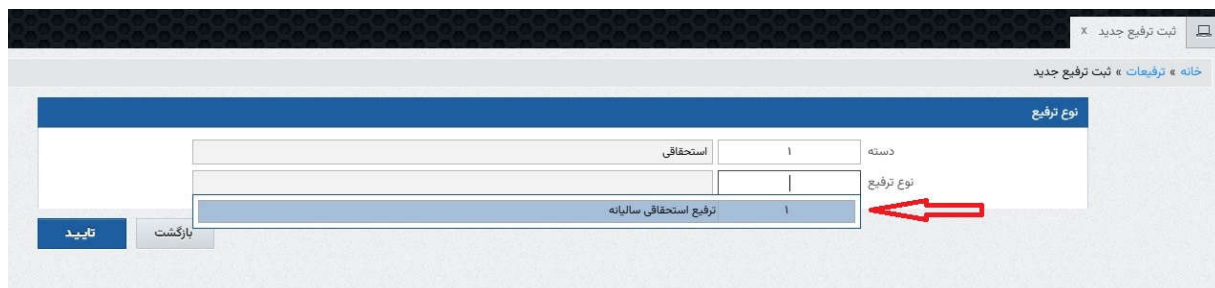 ثبت ترفیع جدید x
خانه » ترفیعات » ثبت ترفیع جدید
نوع ترفیع
دسته ۱ استحقاقی
نوع ترفیع
۱ ترفیع استحقاقی سالیانه
بازگشت تایید